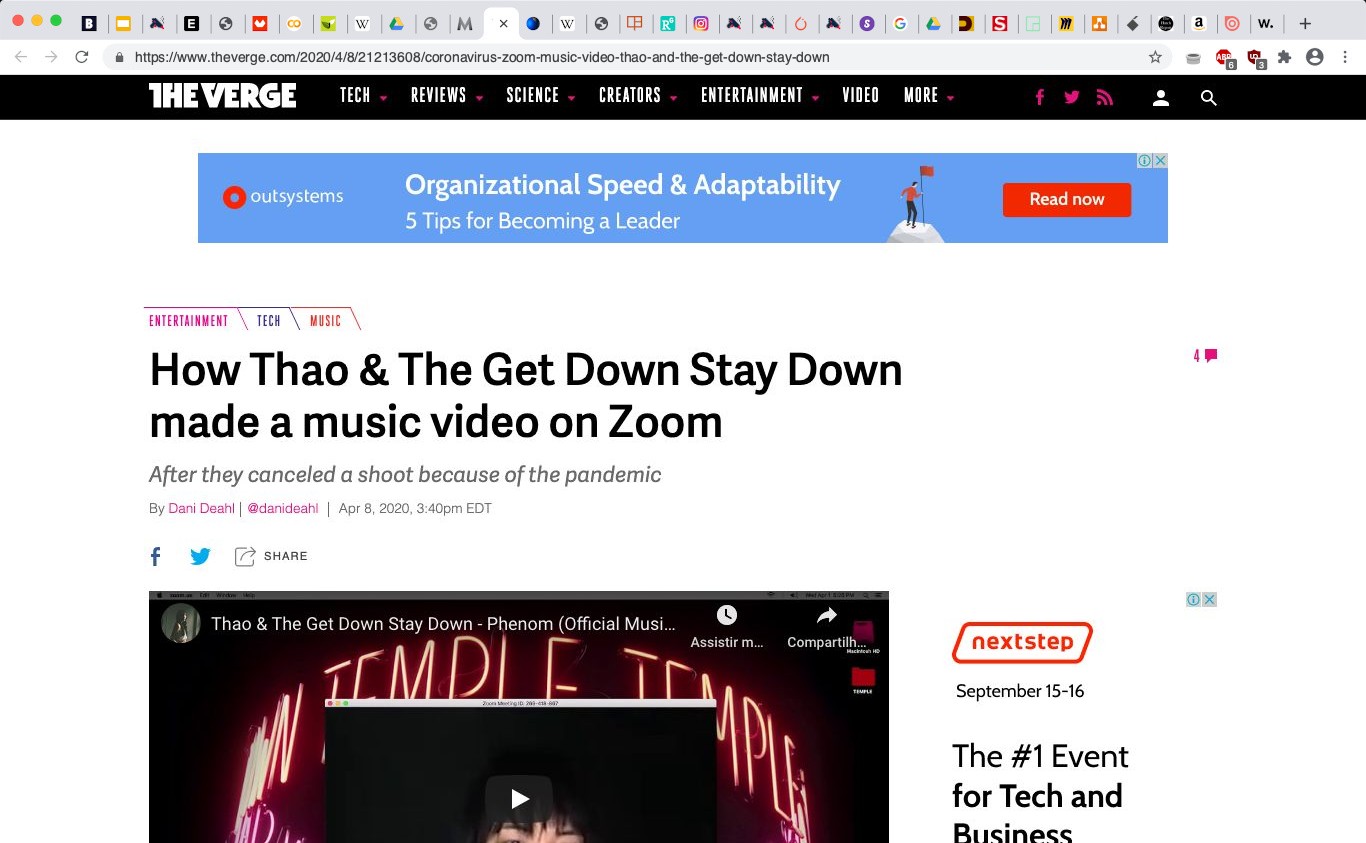 https://www.theverge.com/2020/4/8/21213608/coronavirus-zoom-music-video-thao-and-the-get-down-stay-down
6
3
THE VERGE
TECH
REVIEWS
SCIENCE
CREATORS
ENTERTAINMENT
VIDEO
MORE
outsystems
Organizational Speed & Adaptability
5 Tips for Becoming a Leader
Read now
ENTERTAINMENT
TECH
MUSIC
How Thao & The Get Down Stay Down
made a music video on Zoom
4
After they canceled a shoot because of the pandemic
By Dani Deahl | @danideahl | Apr 8, 2020, 3:40pm EDT
SHARE
Thao & The Get Down Stay Down - Phenom (Official Musi...
Assistir m...
Compartilh...
Macintosh HD
TEMPLE
TEMPLE TEMPLE
nextstep
September 15-16
The #1 Event
for Tech and
Business